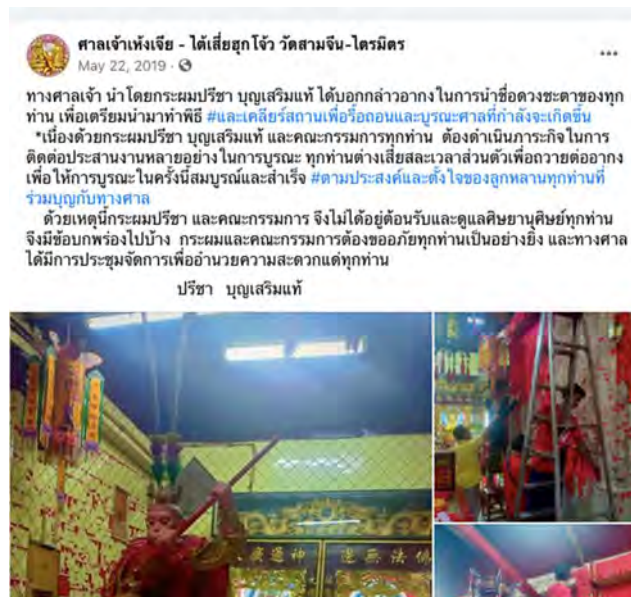 ศาลเจ้าเห้งเจีย - ไต้เสี่ยฮุกโจ้ว วัดสามจีน-ไตรมิตร
May 22, 2019 ·
ทางศาลเจ้า นำโดยกระผมปรีชา บุญเสริมแท้ ได้บอกกล่าวอากงในการนำชื่อดวงชะตาของทุก
ท่าน เพื่อเตรียมนำมาทำพิธี #และเคลียร์สถานเพื่อรื้อถอนและบูรณะศาลที่กำลังจะเกิดขึ้น
*เนื่องด้วยกระผมปรีชา บุญเสริมแท้ และคณะกรรมการทุกท่าน ต้องดำเนินภาระกิจในการ
ติดต่อประสานงานหลายอย่างในการบูรณะ ทุกท่านต่างเสียสละเวลาส่วนตัวเพื่อถวายต่ออากง
เพื่อให้การบูรณะในครั้งนี้สมบูรณ์และสำเร็จ #ตามประสงค์และตั้งใจของลูกหลานทุกท่านที่
ร่วมบุญกับทางศาล
ด้วยเหตุนี้กระผมปรีชา และคณะกรรมการ จึงไม่ได้อยู่ต้อนรับและดูแลศิษยานุศิษย์ทุกท่าน
จึงมีข้อบกพร่องไปบ้าง กระผมและคณะกรรมการต้องขออภัยทุกท่านเป็นอย่างยิ่ง และทางศาล
ได้มีการประชุมจัดการเพื่ออำนวยความสะดวกแด่ทุกท่าน
ปรีชา บุญเสริมแท้
廣通神 邊無法佛